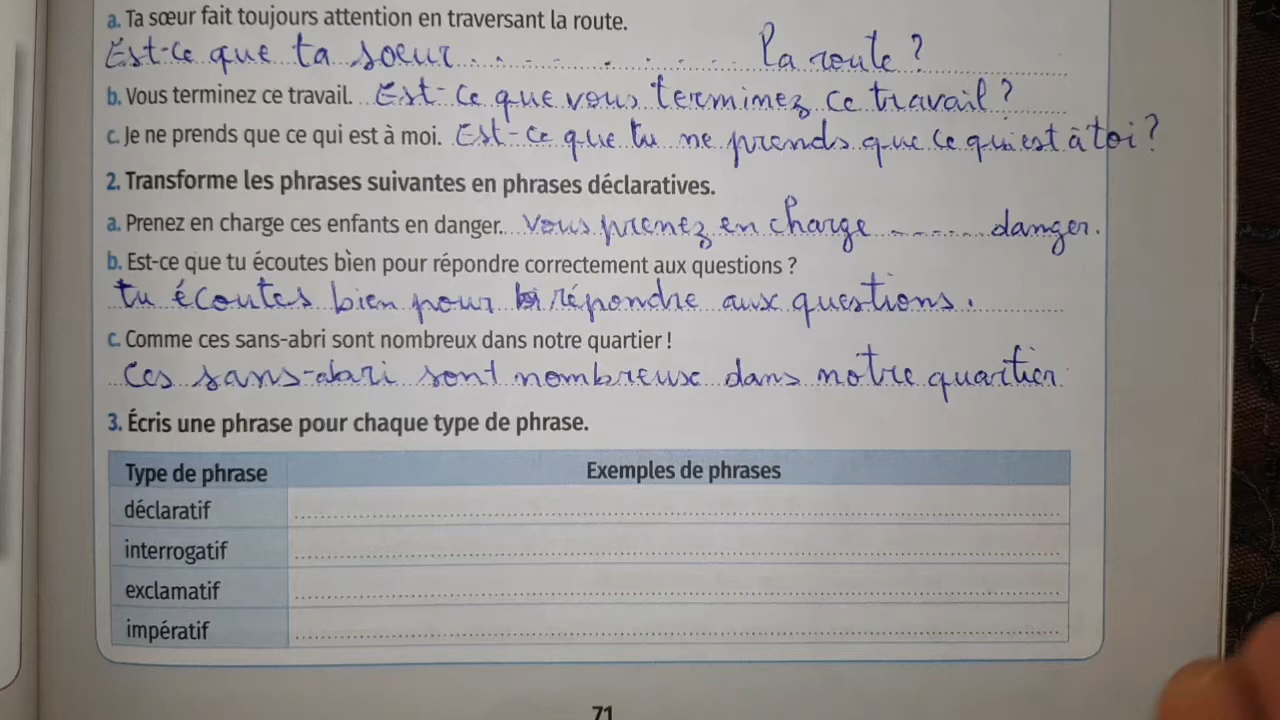 a. Ta sœur fait toujours attention en traversant la route.
Est-ce que ta sœur . . - . - . - - .. la route ?
b. Vous terminez ce travail. Est-ce que vous terminez ce travail ?
c. Je ne prends que ce qui est à moi. Est-ce que tu ne prends que ce qui est à toi ?
2. Transforme les phrases suivantes en phrases déclaratives.
a. Prenez en charge ces enfants en danger. Vous prenez en charge ------ danger.
b. Est-ce que tu écoutes bien pour répondre correctement aux questions ?
tu écoutes bien pour répondre aux questions.
c. Comme ces sans-abri sont nombreux dans notre quartier !
Ces sans-abri sont nombreux dans notre quartier.
3. Écris une phrase pour chaque type de phrase.
Type de phrase Exemples de phrases
déclaratif
interrogatif
exclamatif
impératif
71